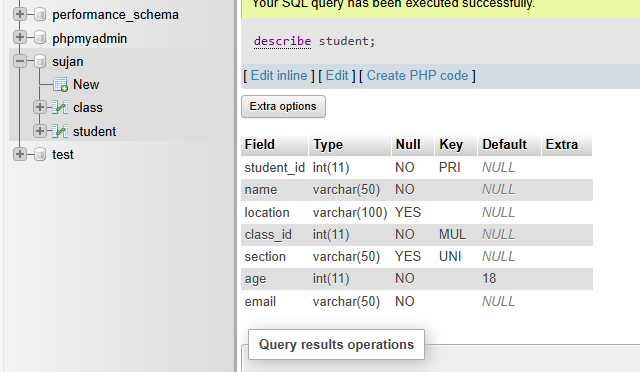 performance_schema
phpmyadmin
sujan
New
class
student
test
Your SQL query has been executed successfully.
describe student;
[ Edit inline ] [ Edit ] [ Create PHP code ]
Extra options
Field Type Null Key Default Extra
student_id int(11) NO PRI NULL
name varchar(50) NO NULL
location varchar(100) YES NULL
class_id int(11) NO MUL NULL
section varchar(50) YES UNI NULL
age int(11) NO 18
email varchar(50) NO NULL
Query results operations